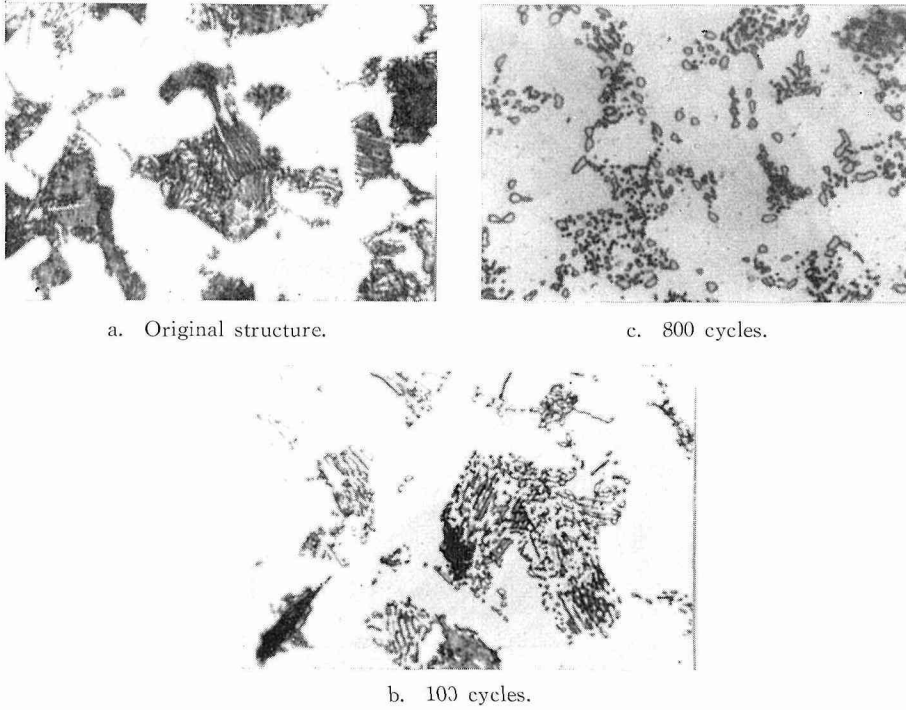 a. Original structure.
c. 800 cycles.
b. 100 cycles.